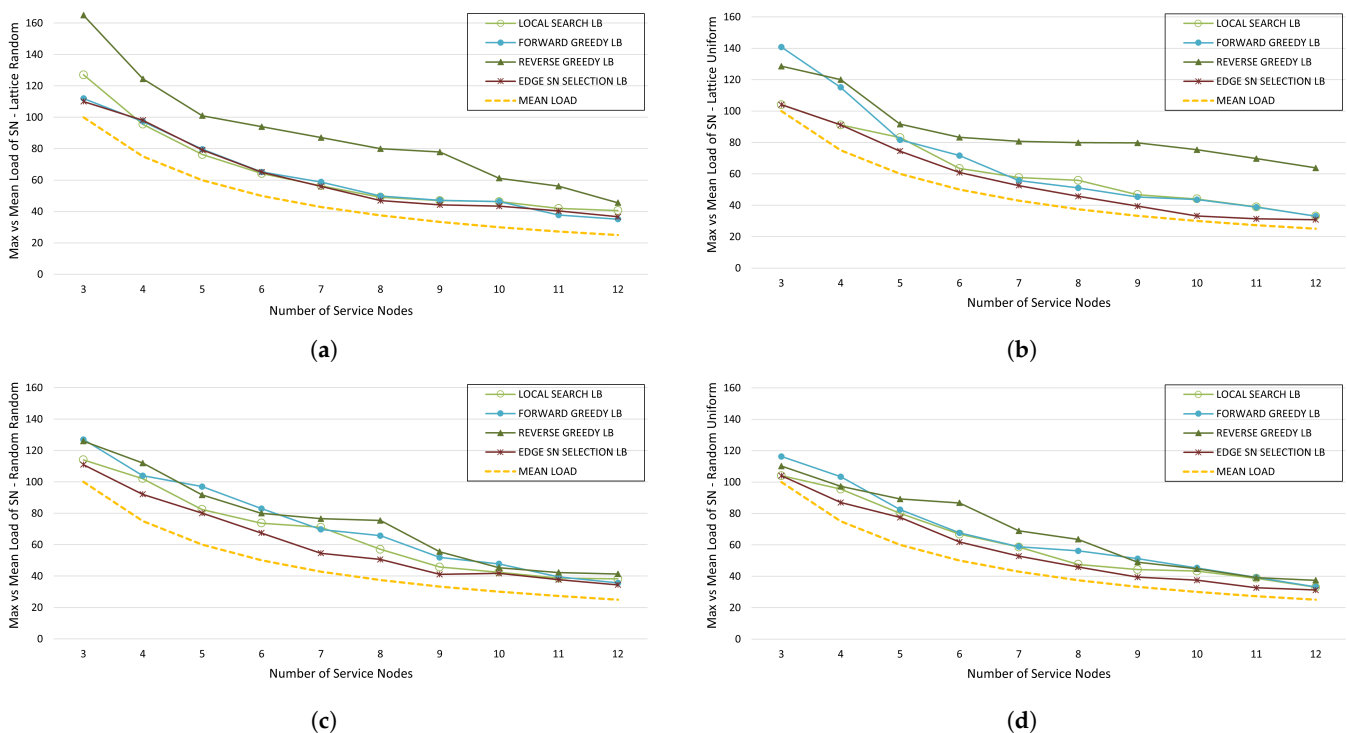 Max vs Mean Load of SN - Lattice Random
160
140
120
100
80
60
40
20
0
3 4 5 6 7 8 9 10 11 12
Number of Service Nodes
LOCAL SEARCH LB
FORWARD GREEDY LB
REVERSE GREEDY LB
EDGE SN SELECTION LB
MEAN LOAD
(a)
Max vs Mean Load of SN - Lattice Uniform
160
140
120
100
80
60
40
20
0
3 4 5 6 7 8 9 10 11 12
Number of Service Nodes
LOCAL SEARCH LB
FORWARD GREEDY LB
REVERSE GREEDY LB
EDGE SN SELECTION LB
MEAN LOAD
(b)
Max vs Mean Load of SN - Random Random
160
140
120
100
80
60
40
20
0
3 4 5 6 7 8 9 10 11 12
Number of Service Nodes
LOCAL SEARCH LB
FORWARD GREEDY LB
REVERSE GREEDY LB
EDGE SN SELECTION LB
MEAN LOAD
(c)
Max vs Mean Load of SN - Random Uniform
160
140
120
100
80
60
40
20
0
3 4 5 6 7 8 9 10 11 12
Number of Service Nodes
LOCAL SEARCH LB
FORWARD GREEDY LB
REVERSE GREEDY LB
EDGE SN SELECTION LB
MEAN LOAD
(d)